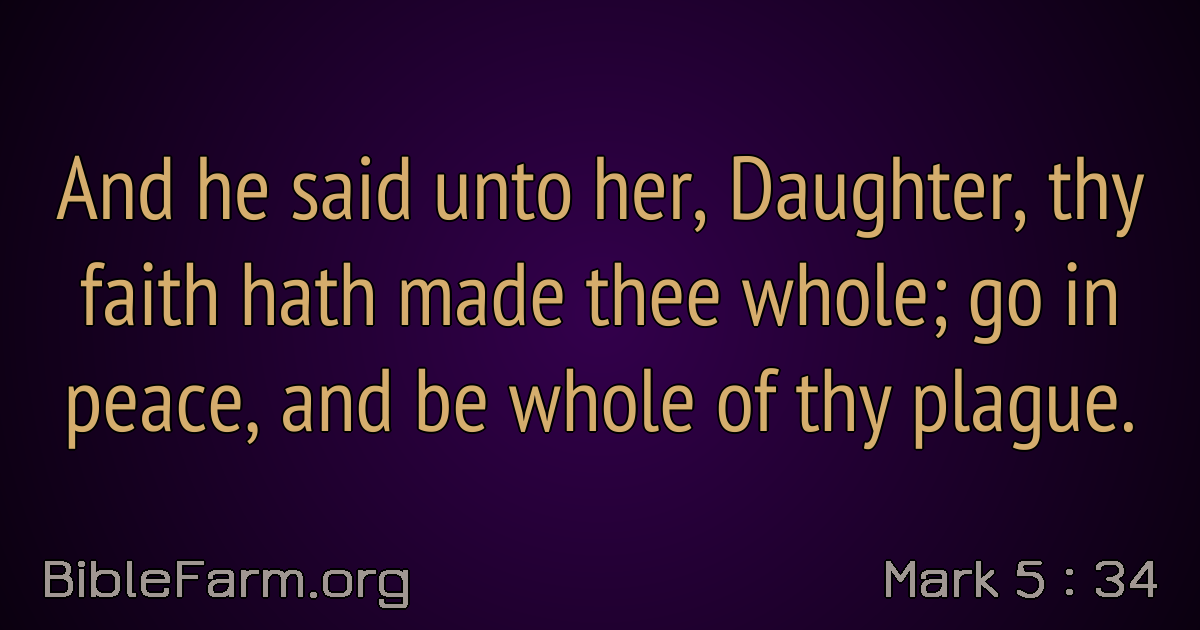 And he said unto her, Daughter, thy
faith hath made thee whole; go in
peace, and be whole of thy plague.
BibleFarm.org
Mark 5 : 34